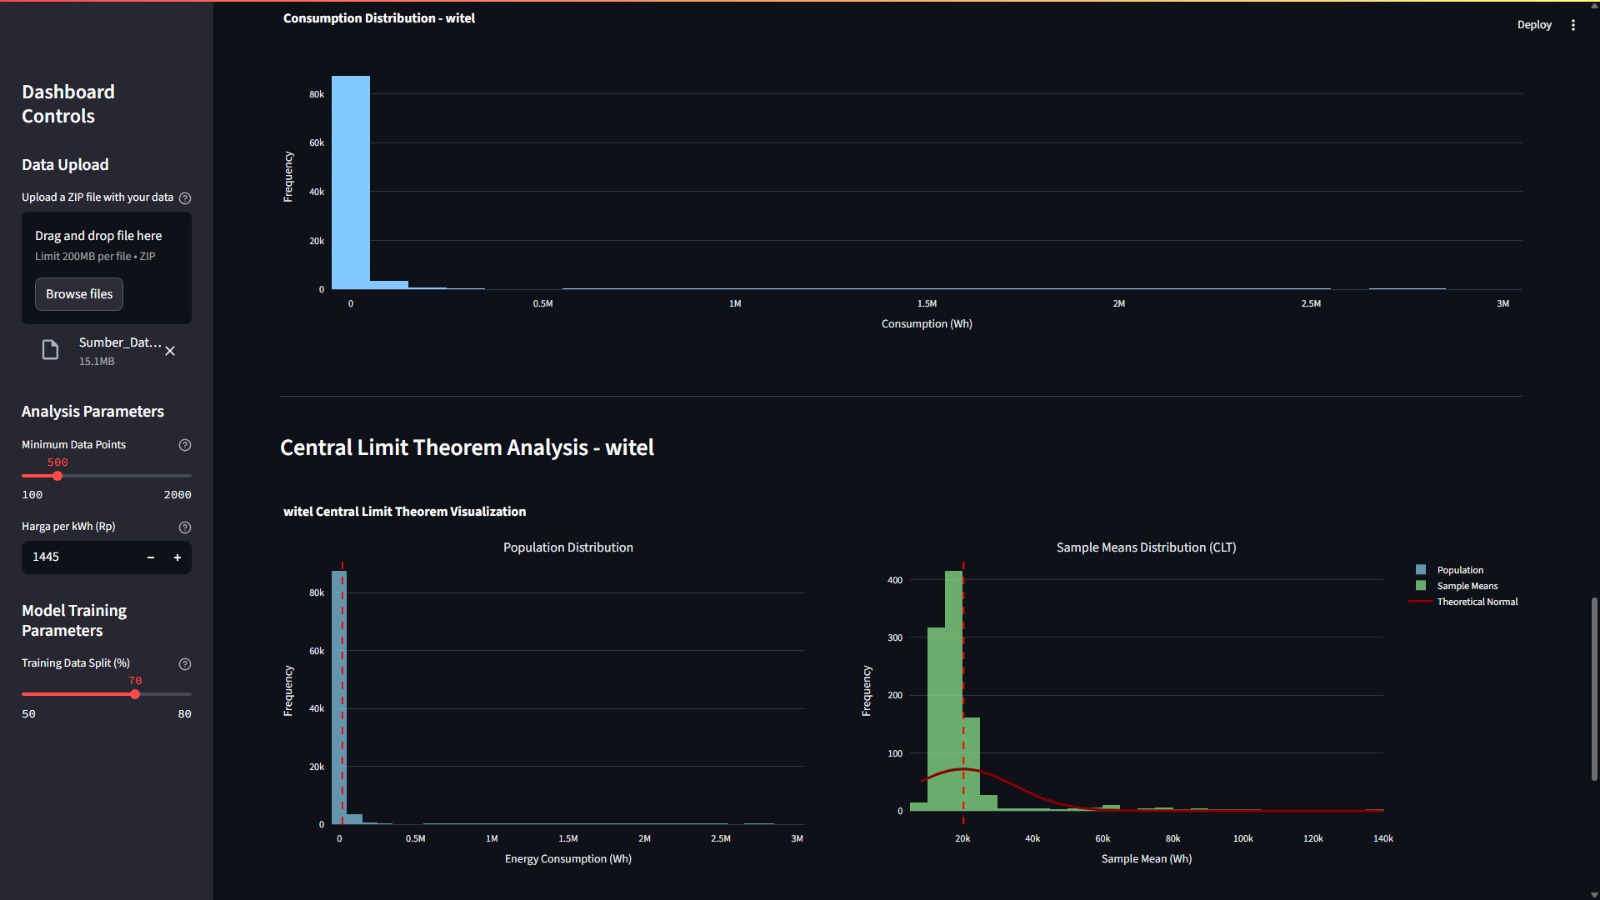 Dashboard
Controls
Data Upload
Upload a ZIP file with your data
Drag and drop file here
Limit 200MB per file • ZIP
Browse files
Sumber_Dat...
15.1MB
Analysis Parameters
Minimum Data Points
500
100 2000
Harga per kWh (Rp)
1445 − +
Model Training
Parameters
Training Data Split (%)
70
50 80
Deploy
Consumption Distribution - witel
Frequency
80k
60k
40k
20k
0
0 0.5M 1M 1.5M 2M 2.5M 3M
Consumption (Wh)
Central Limit Theorem Analysis - witel
witel Central Limit Theorem Visualization
Population Distribution
Frequency
80k
60k
40k
20k
0
0 0.5M 1M 1.5M 2M 2.5M 3M
Energy Consumption (Wh)
Sample Means Distribution (CLT)
Frequency
400
300
200
100
0
20k 40k 60k 80k 100k 120k 140k
Sample Mean (Wh)
Population
Sample Means
Theoretical Normal